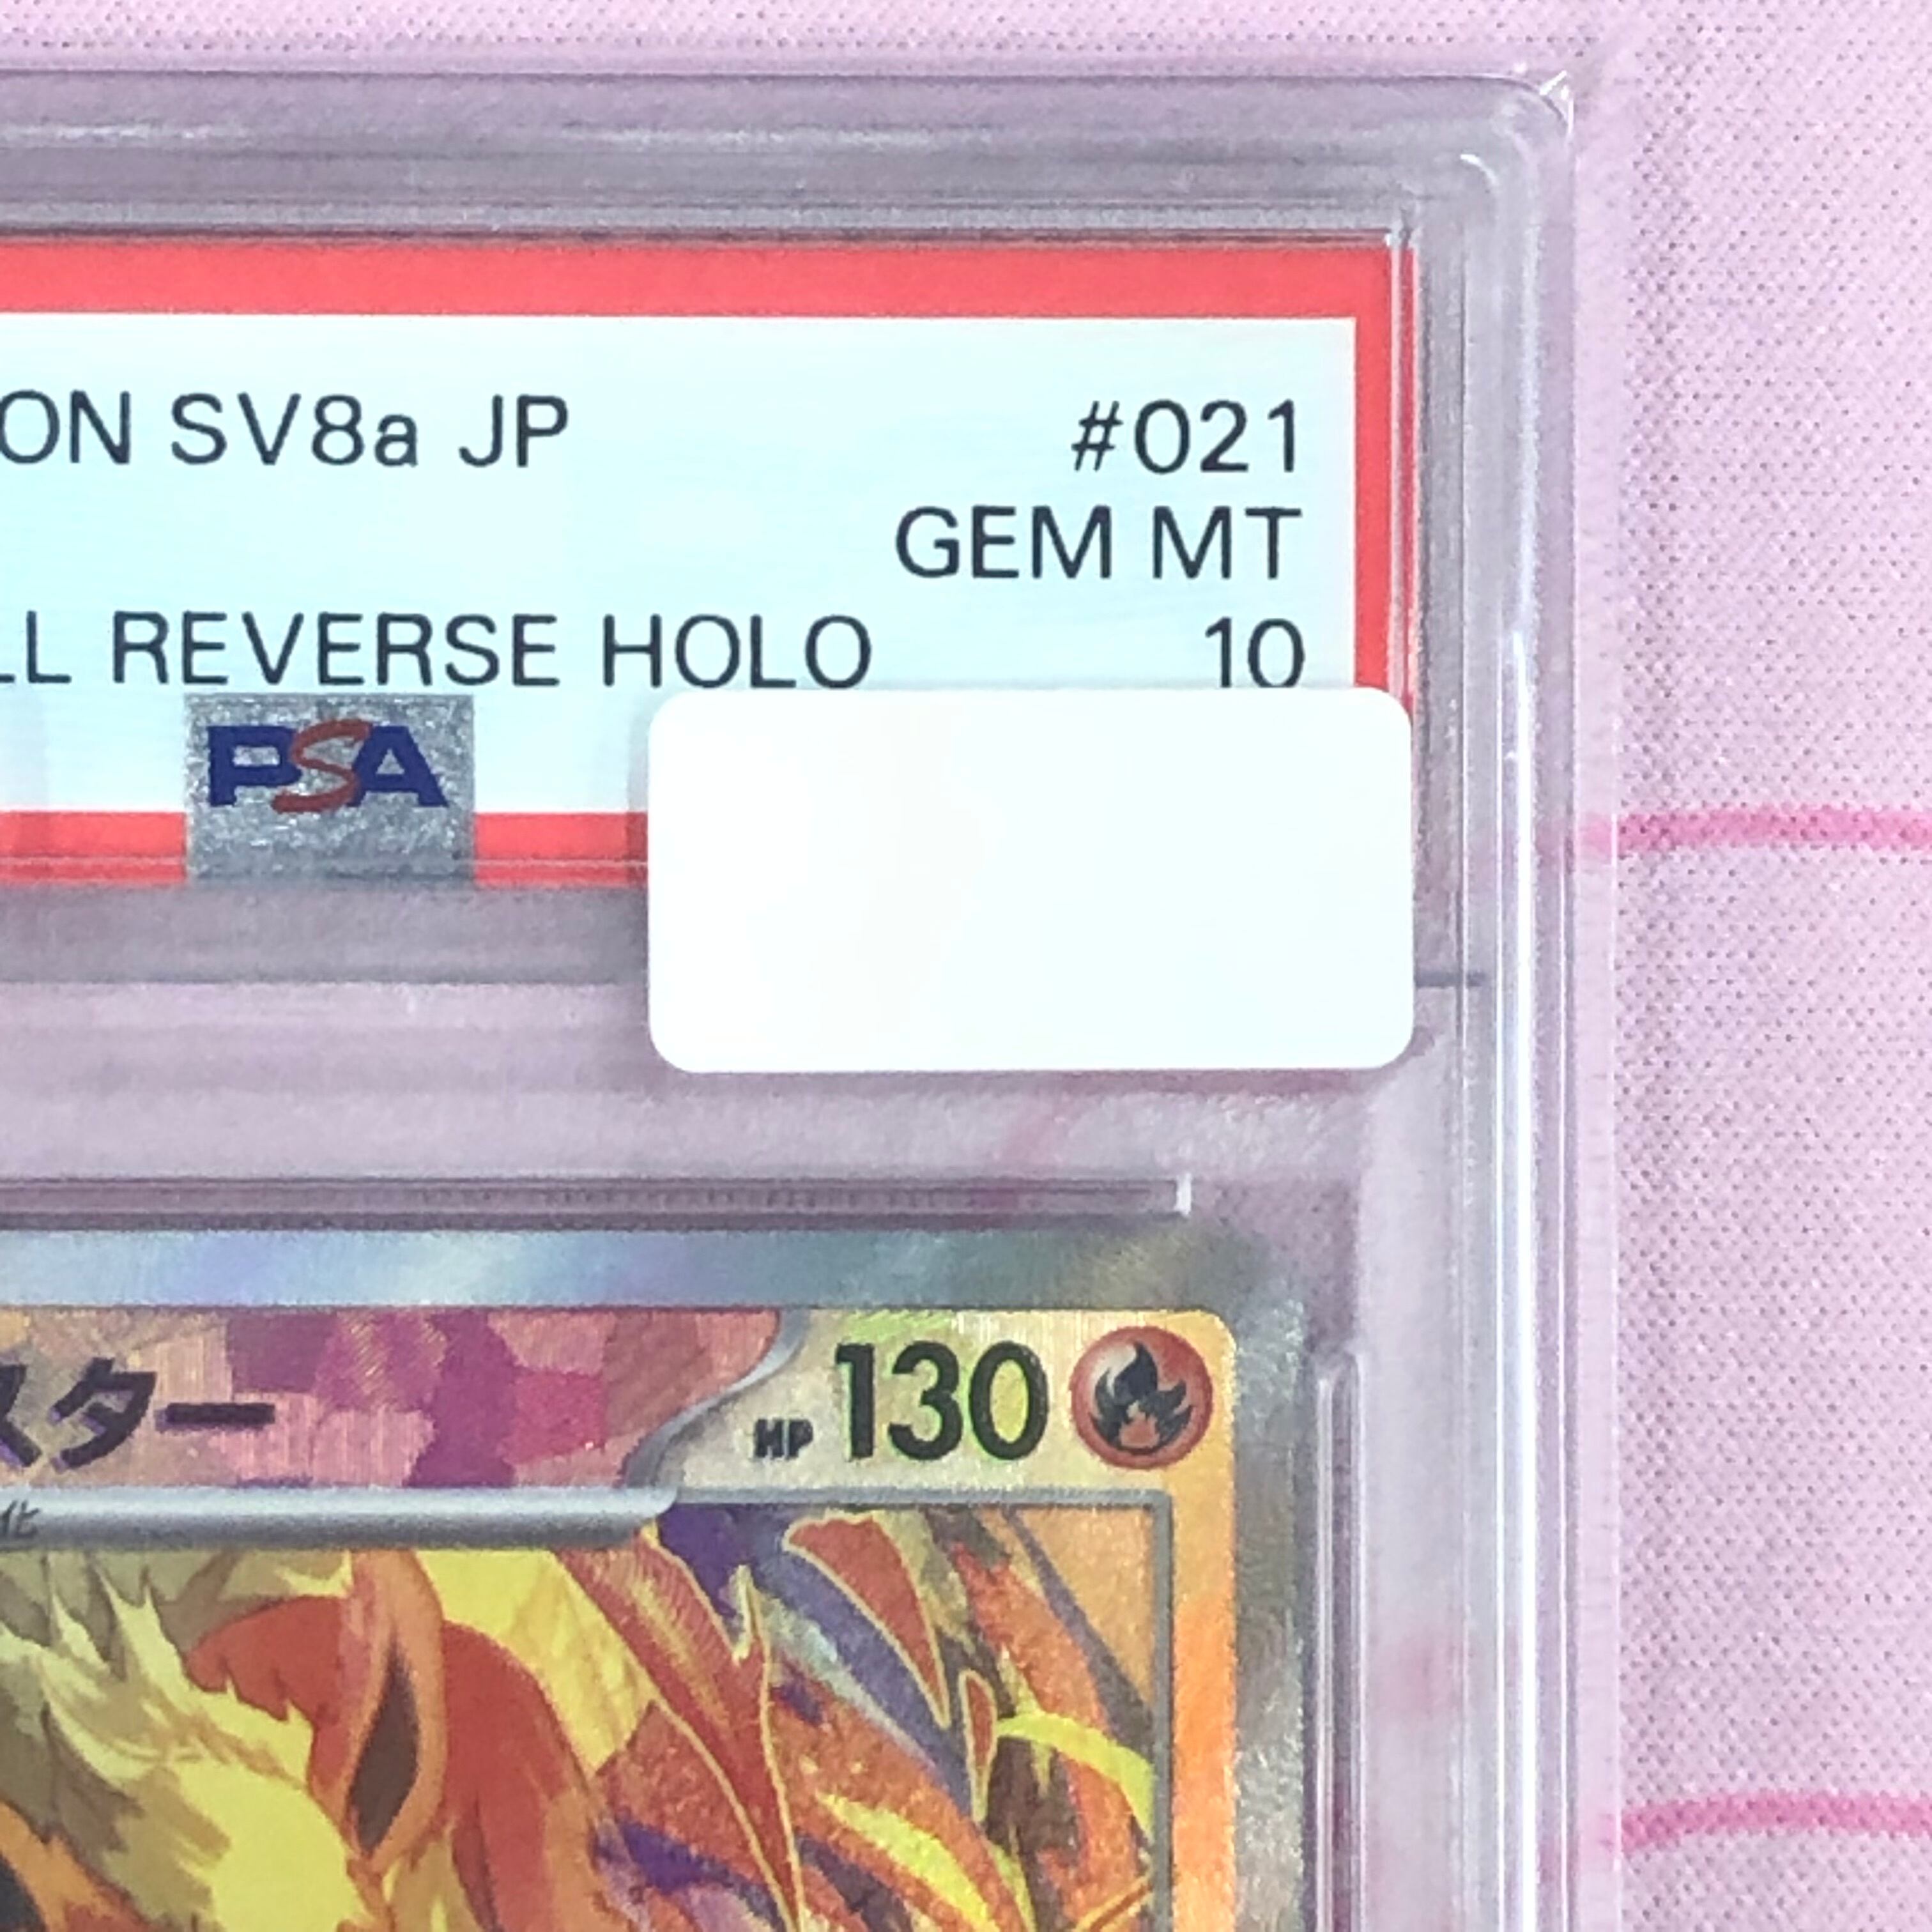 ON SV8a JP #021
GEM MT
LL REVERSE HOLO 10
PSA
スター HP 130
化